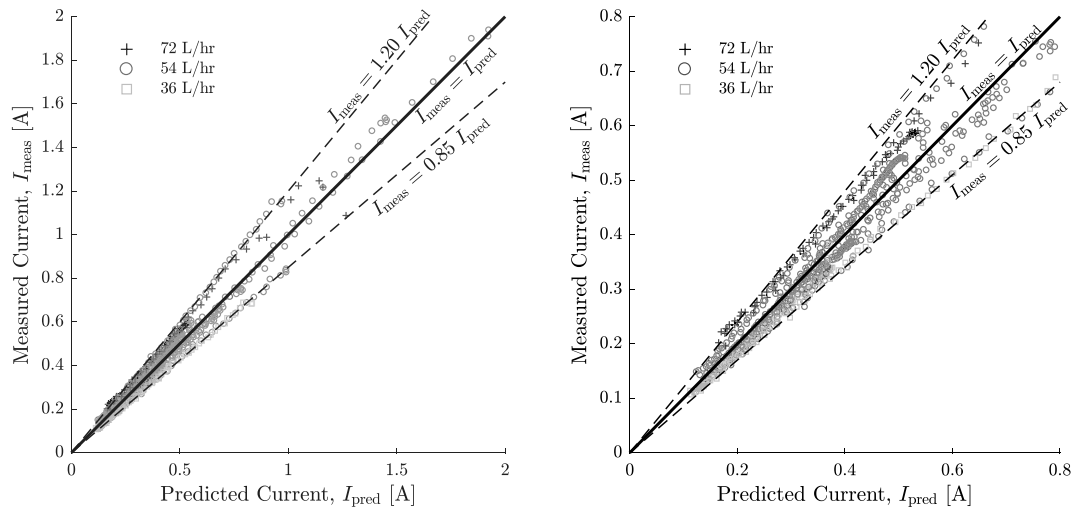 2
1.8
1.6
1.4
1.2
1
0.8
0.6
0.4
0.2
0
0
0.5
1
1.5
2
Measured Current, I_meas [A]
Predicted Current, I_pred [A]
72 L/hr
54 L/hr
36 L/hr
I_meas = 1.20 I_pred
I_meas = I_pred
I_meas = 0.85 I_pred
0.8
0.7
0.6
0.5
0.4
0.3
0.2
0.1
0
0
0.2
0.4
0.6
0.8
Measured Current, I_meas [A]
Predicted Current, I_pred [A]
72 L/hr
54 L/hr
36 L/hr
I_meas = 1.20 I_pred
I_meas = I_pred
I_meas = 0.85 I_pred